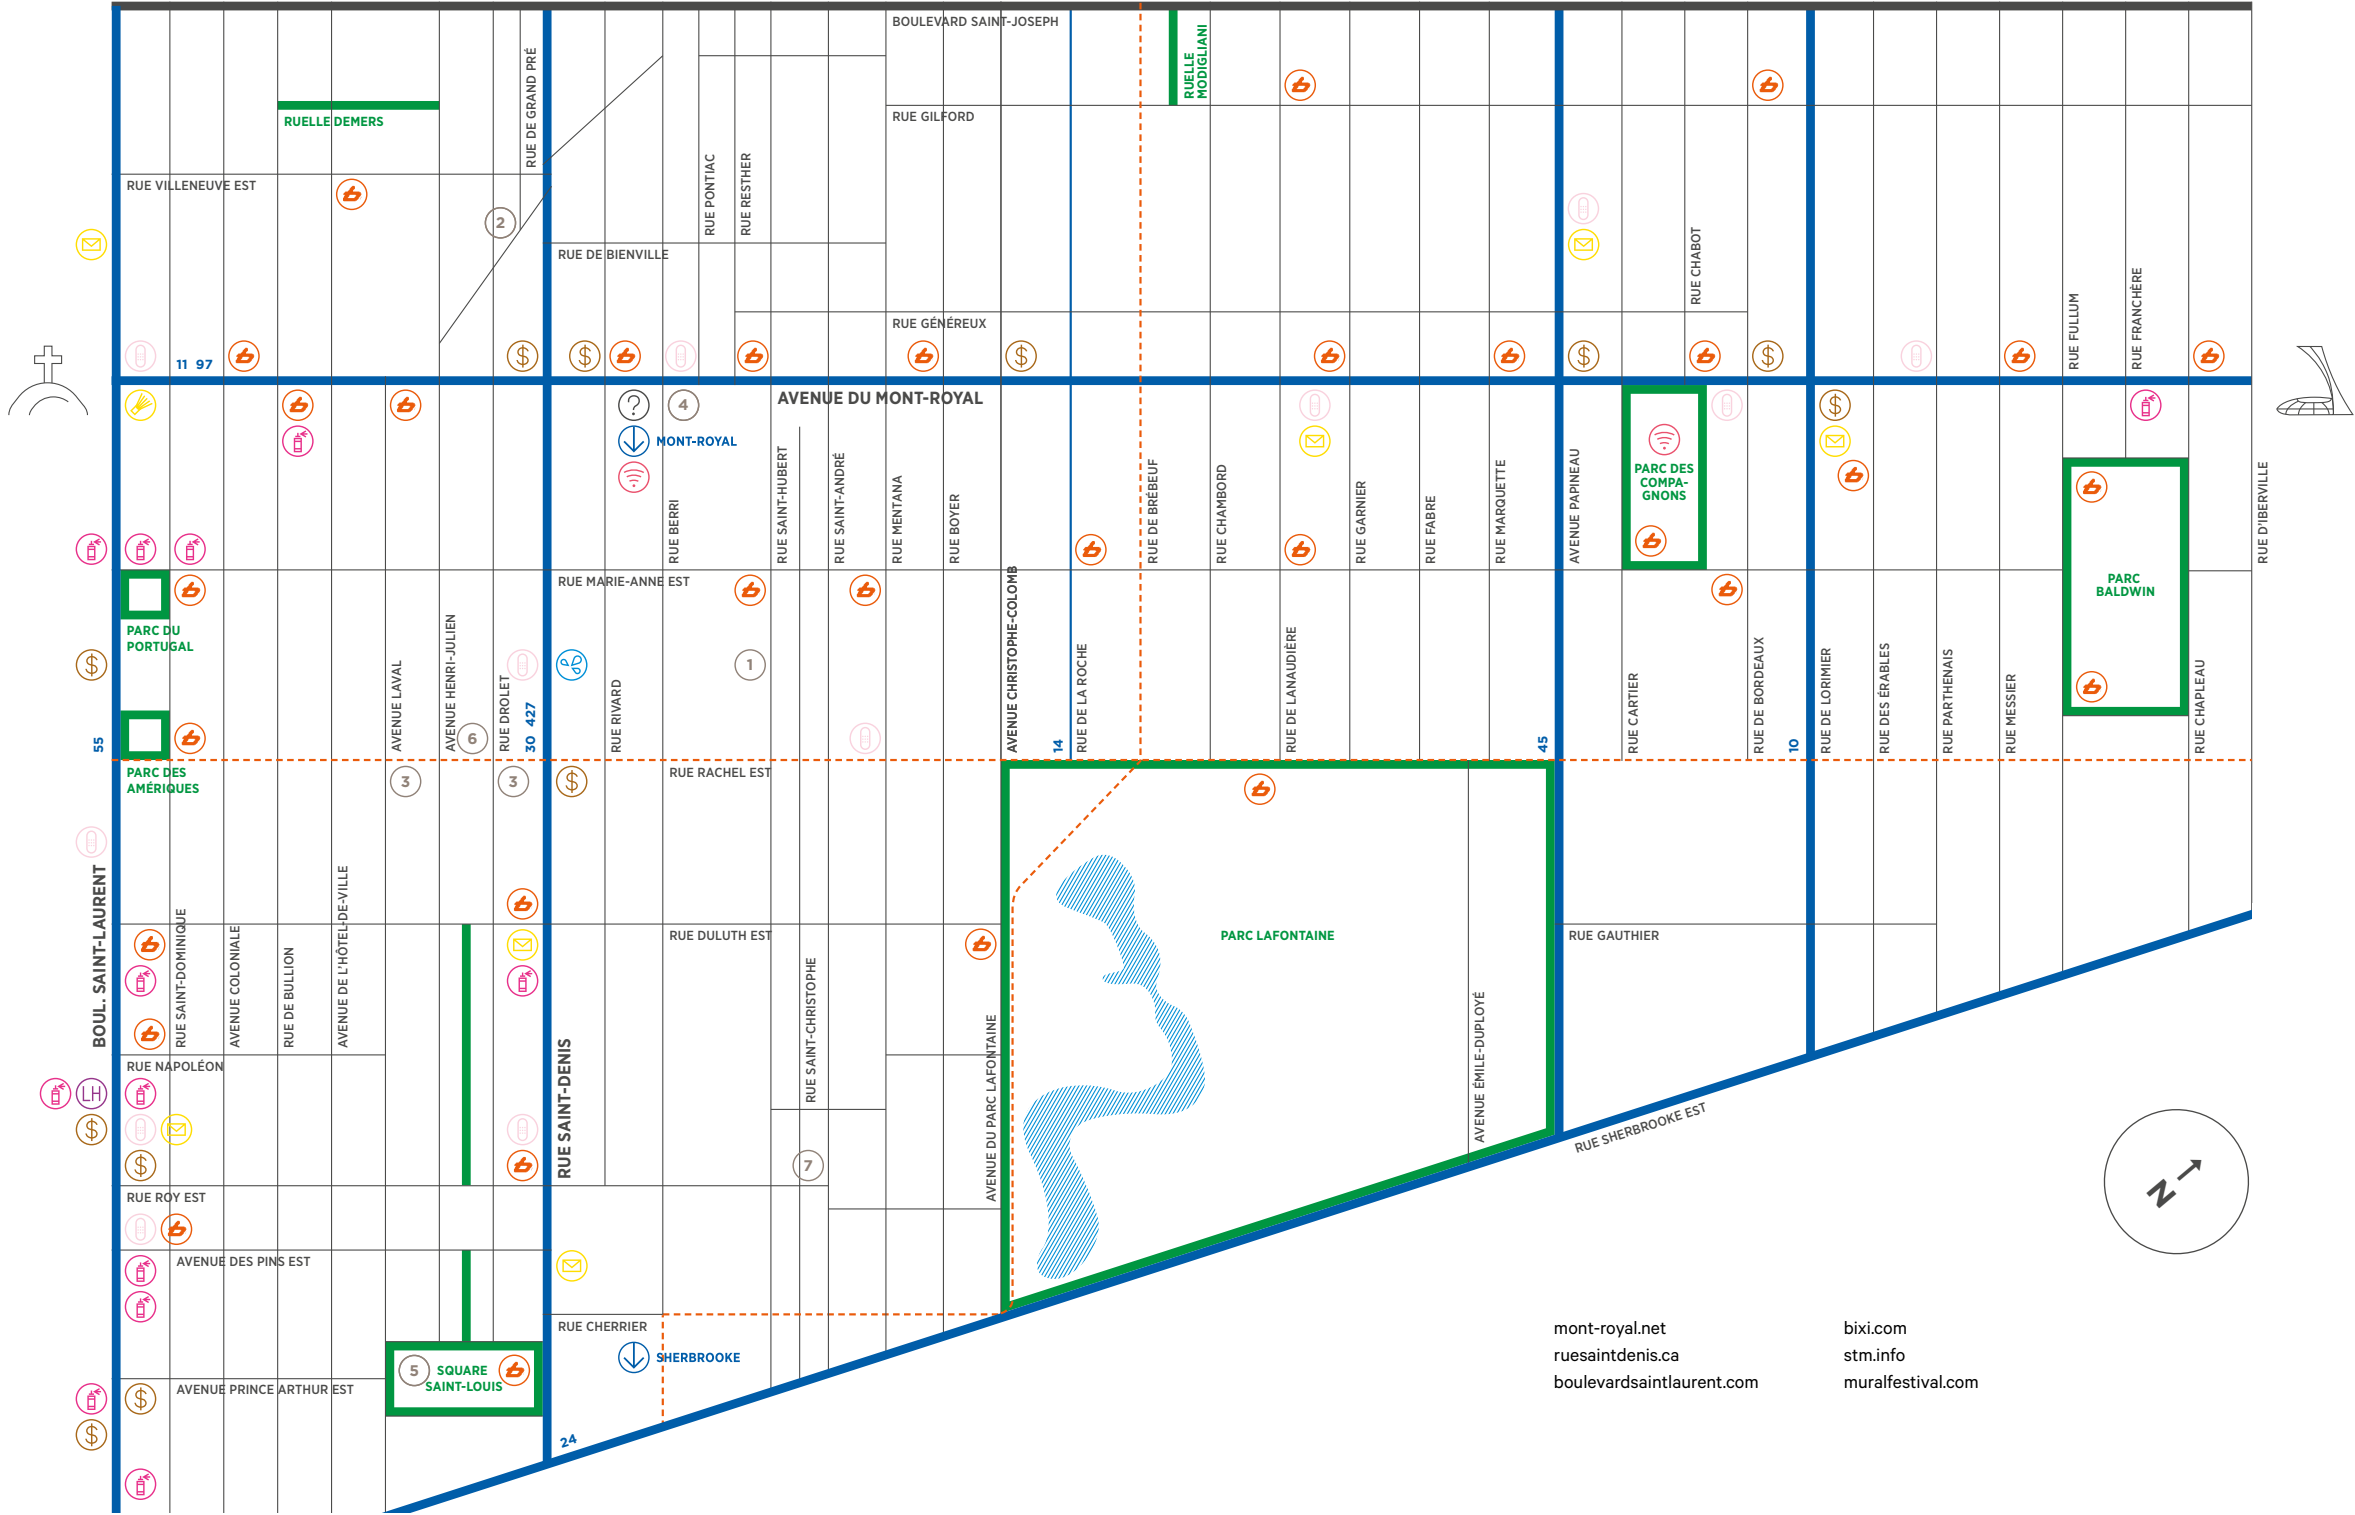 BOULEVARD SAINT-JOSEPH
RUELLE
MODIGLIANI
RUE DE GRAND PRÉ
RUELLE DEMERS
RUE GILFORD
RUE VILLENEUVE EST
RUE PONTIAC
RUE RESTHER
2
RUE DE BIENVILLE
RUE CHABOT
RUE GÉNÉREUX
RUE FULLUM
RUE FRANCHÈRE
11 97
$
$
$
$
$
AVENUE DU MONT-ROYAL
?
4
MONT-ROYAL
$
RUE BERRI
RUE SAINT-HUBERT
RUE SAINT-ANDRÉ
RUE MENTANA
RUE BOYER
RUE DE BRÉBEUF
RUE CHAMBORD
RUE GARNIER
RUE FABRE
RUE MARQUETTE
AVENUE PAPINEAU
PARC DES
COMPA-
GNONS
RUE D'IBERVILLE
RUE MARIE-ANNE EST
PARC
BALDWIN
PARC DU
PORTUGAL
$
1
AVENUE LAVAL
AVENUE HENRI-JULIEN
6
RUE DROLET
30 427
RUE RIVARD
AVENUE CHRISTOPHE-COLOMB
14
RUE DE LA ROCHE
RUE DE LANAUDIÈRE
45
RUE CARTIER
RUE DE BORDEAUX
10
RUE DE LORIMIER
RUE DES ÉRABLES
RUE PARTHENAIS
RUE MESSIER
RUE CHAPLEAU
55
PARC DES
AMÉRIQUES
3
3
$
RUE RACHEL EST
BOUL. SAINT-LAURENT
RUE SAINT-DOMINIQUE
AVENUE COLONIALE
RUE DE BULLION
AVENUE DE L'HÔTEL-DE-VILLE
RUE DULUTH EST
PARC LAFONTAINE
RUE GAUTHIER
RUE SAINT-DENIS
RUE SAINT-CHRISTOPHE
AVENUE DU PARC LAFONTAINE
AVENUE ÉMILE-DUPLOYÉ
RUE NAPOLÉON
LH
$
$
7
RUE SHERBROOKE EST
N
RUE ROY EST
AVENUE DES PINS EST
RUE CHERRIER
SHERBROOKE
5
SQUARE
SAINT-LOUIS
AVENUE PRINCE ARTHUR EST
$
$
24
mont-royal.net
ruesaintdenis.ca
boulevardsaintlaurent.com
bixi.com
stm.info
muralfestival.com